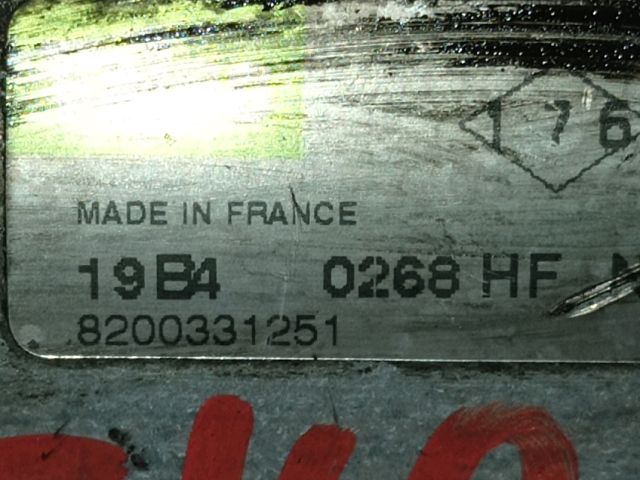 176
MADE IN FRANCE
19B4 0268 HF
8200331251